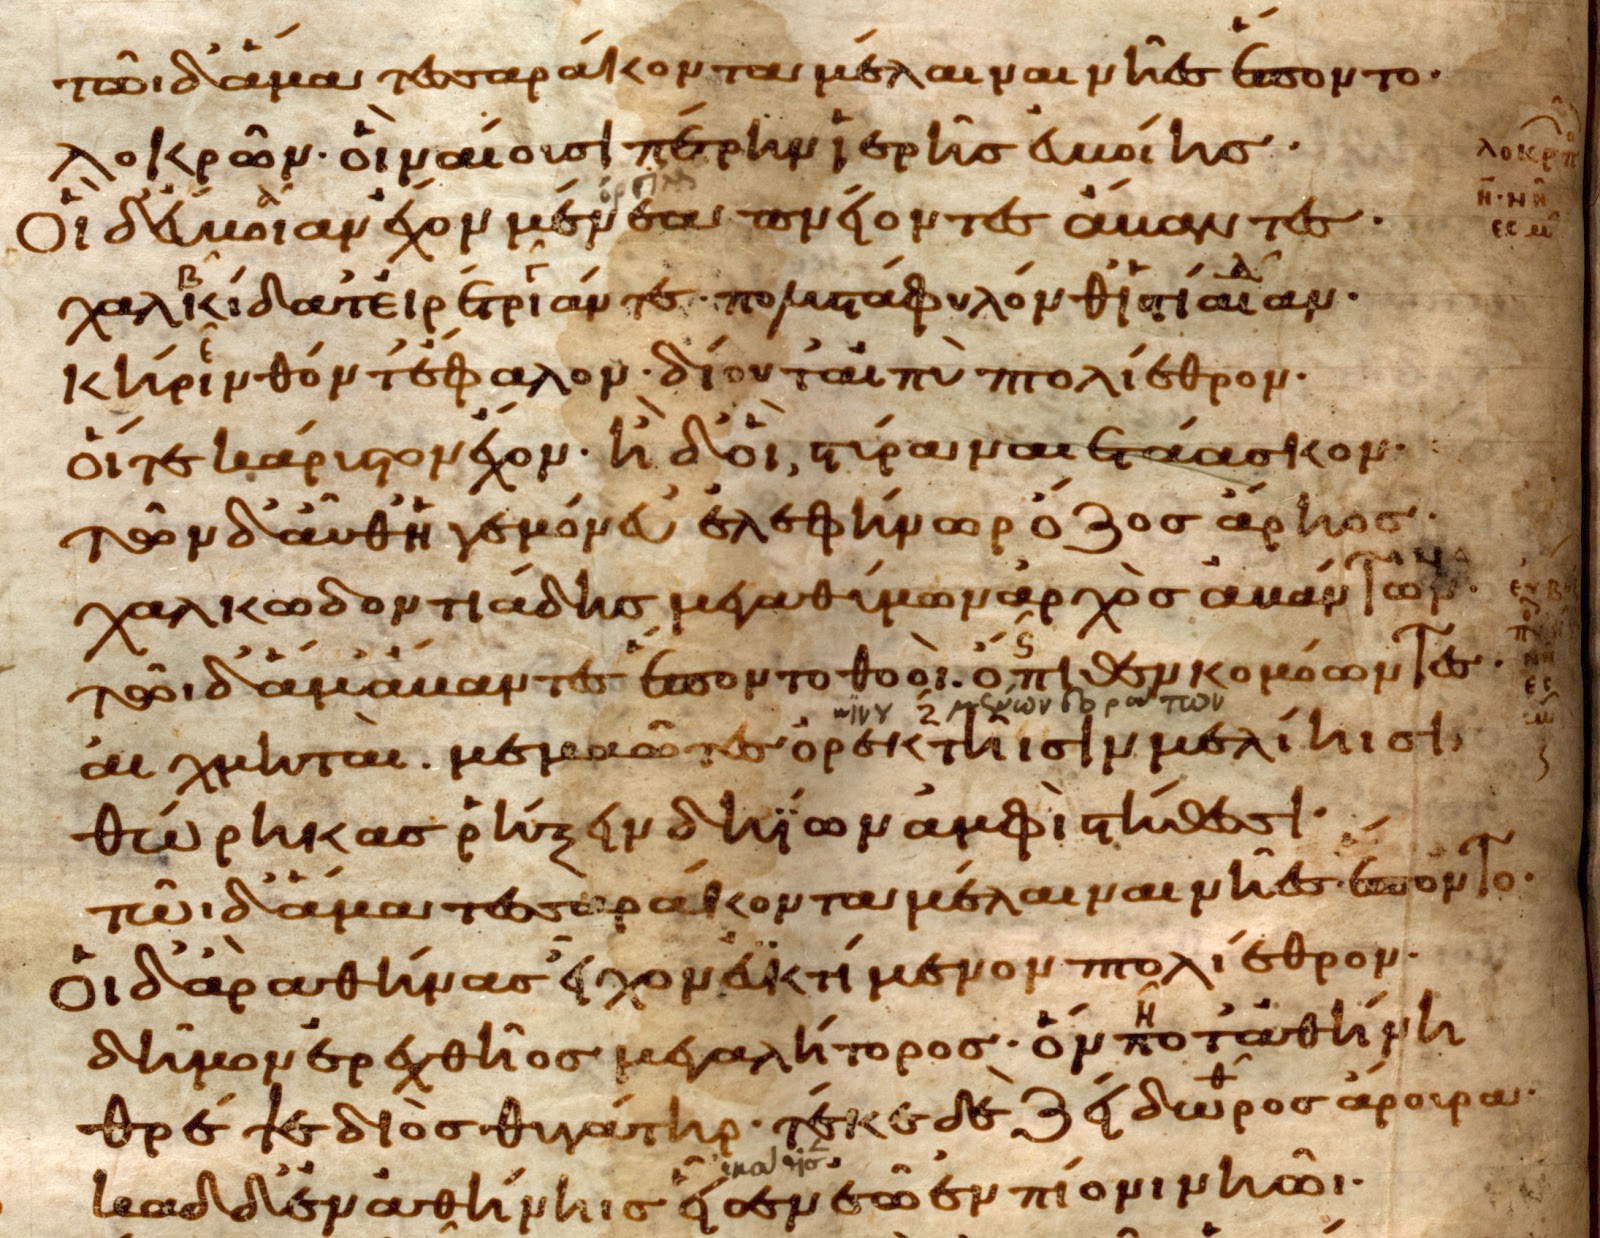 τῶι δ' ἅμα τεσσαράκοντα μέλαιναι νῆες ἕποντο·
λοκρῶν· οἳ ναίουσι πέρην ἱερῆς εὐβοίης·
Οἳ δ' εὔβοιαν ἔχον μένεα πνείοντες ἄβαντες·
χαλκίδα τ' εἰρέτριάν τε· πολυστάφυλόν θ' ἱστίαιαν·
κήρινθόν τ' ἔφαλον· δίου τ' αἰπὺ πτολίεθρον·
οἵ τε κάρυστον ἔχον· ἠδ' οἳ στύρα ναιετάασκον·
τῶν δ' αὖθ' ἡγεμόνευ' ἐλεφήνωρ ὄζος ἄρηος·
χαλκωδοντιάδης μεγαθύμων ἀρχὸς ἀβάντων·
τῶι δ' ἅμ' ἄβαντες ἕποντο θοοὶ· ὄπιθεν κομόωντες·
αἰχμηταὶ· μεμαῶτες ὀρεκτῆισιν μελίηισι
θώρηκας ῥήξειν δηΐων ἀμφὶ στήθεσι·
τῶι δ' ἅμα τεσσαράκοντα μέλαιναι νῆες ἕποντο·
Οἳ δ' ἄρ' ἀθήνας εἶχον ἐϋκτίμενον πτολίεθρον·
δῆμον ἐρεχθῆος μεγαλήτορος· ὅν ποτ' ἀθήνη
θρέψε διὸς θυγάτηρ· τέκε δὲ ζείδωρος ἄρουρα·
καδδ' ἐν ἀθήνηις εἷσεν ἑῶ ἐν πίονι νηῶι·